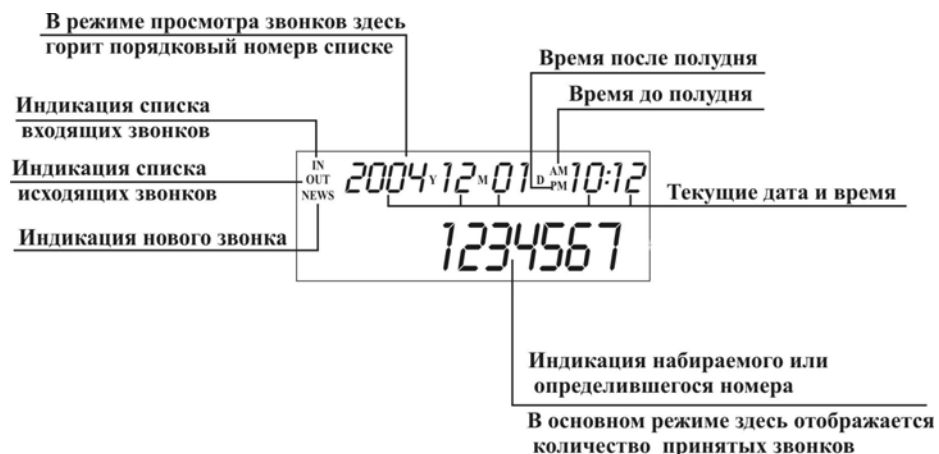 В режиме просмотра звонков здесь
горит порядковый номерв списке
Время после полудня
Время до полудня
Индикация списка
входящих звонков
Индикация списка
исходящих звонков
Индикация нового звонка
IN
OUT
NEWS
2004 Y 12 M 01 D AM PM 10:12
1234567
Текущие дата и время
Индикация набираемого или
определившегося номера
В основном режиме здесь отображается
количество принятых звонков